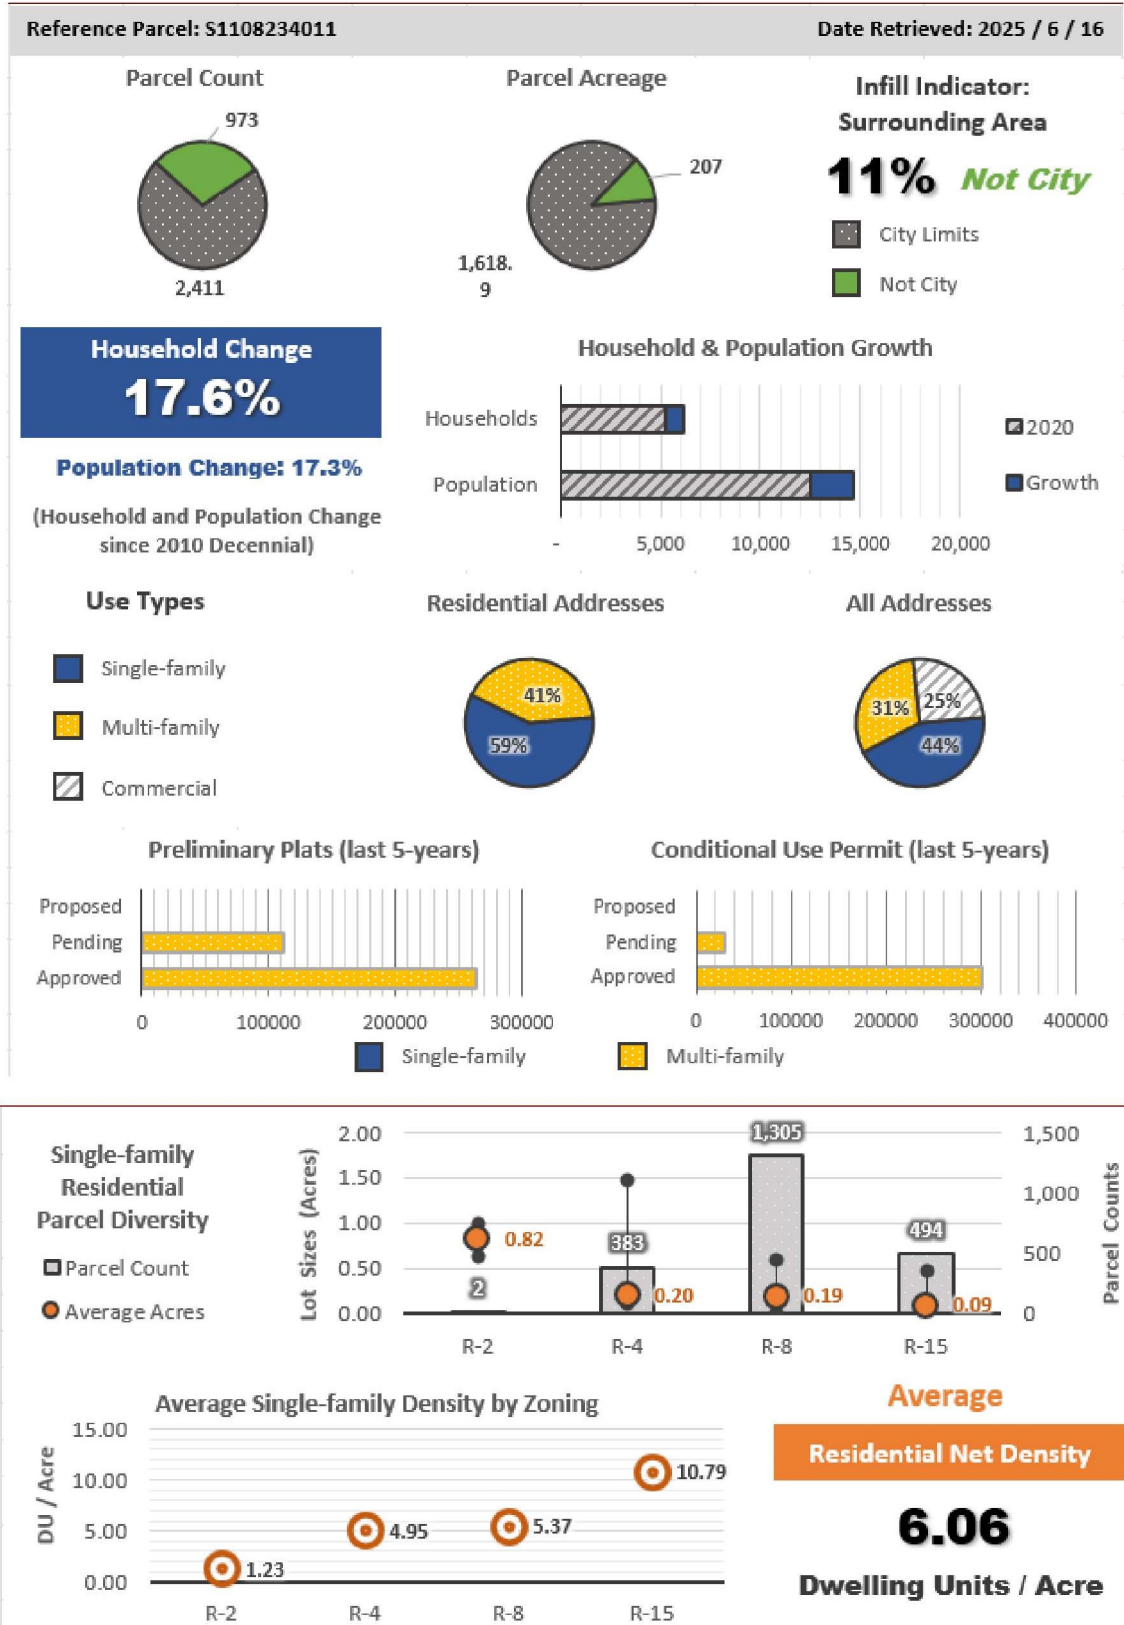 Reference Parcel: S1108234011
Date Retrieved: 2025 / 6 / 16
Parcel Count
973
2,411
Parcel Acreage
207
1,618.
9
Infill Indicator:
Surrounding Area
11% Not City
City Limits
Not City
Household Change
17.6%
Population Change: 17.3%
(Household and Population Change
since 2010 Decennial)
Household & Population Growth
Households
Population
-
5,000
10,000
15,000
20,000
2020
Growth
Use Types
Single-family
Multi-family
Commercial
Residential Addresses
41%
59%
All Addresses
31%
25%
44%
Preliminary Plats (last 5-years)
Proposed
Pending
Approved
0
100000
200000
300000
Conditional Use Permit (last 5-years)
Proposed
Pending
Approved
0
100000
200000
300000
400000
Single-family
Multi-family
Single-family
Residential
Parcel Diversity
Parcel Count
Average Acres
Lot Sizes (Acres)
2.00
1.50
1.00
0.50
0.00
0.82
2
383
0.20
1,305
0.19
494
0.09
1,500
1,000
500
0
Parcel Counts
R-2
R-4
R-8
R-15
Average Single-family Density by Zoning
DU / Acre
15.00
10.00
5.00
0.00
1.23
4.95
5.37
10.79
R-2
R-4
R-8
R-15
Average
Residential Net Density
6.06
Dwelling Units / Acre